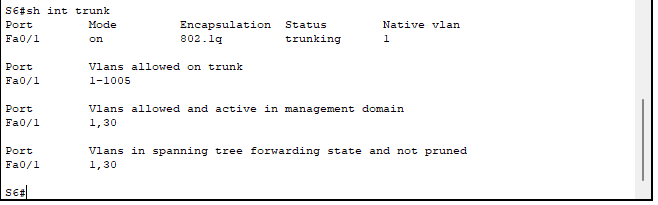 S6#sh int trunk
Port        Mode         Encapsulation  Status        Native vlan
Fa0/1       on           802.1q         trunking      1
Port        Vlans allowed on trunk
Fa0/1       1-1005
Port        Vlans allowed and active in management domain
Fa0/1       1,30
Port        Vlans in spanning tree forwarding state and not pruned
Fa0/1       1,30
S6#